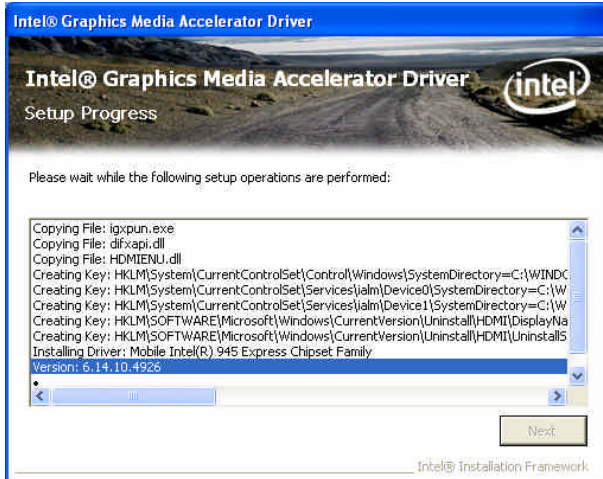 Intel® Graphics Media Accelerator Driver
Intel® Graphics Media Accelerator Driver
intel
Setup Progress
Please wait while the following setup operations are performed:
Copying File: igxpun.exe
Copying File: difxapi.dll
Copying File: HDMIENU.dll
Creating Key: HKLM\System\CurrentControlSet\Control\Windows\SystemDirectory=C:\WINDC
Creating Key: HKLM\System\CurrentControlSet\Services\ialm\Device0\SystemDirectory=C:\W
Creating Key: HKLM\System\CurrentControlSet\Services\ialm\Device1\SystemDirectory=C:\W
Creating Key: HKLM\SOFTWARE\Microsoft\Windows\CurrentVersion\Uninstall\HDMI\DisplayNa
Creating Key: HKLM\SOFTWARE\Microsoft\Windows\CurrentVersion\Uninstall\HDMI\UninstallS
Installing Driver: Mobile Intel(R) 945 Express Chipset Family
Version: 6.14.10.4926
Next
Intel® Installation Framework